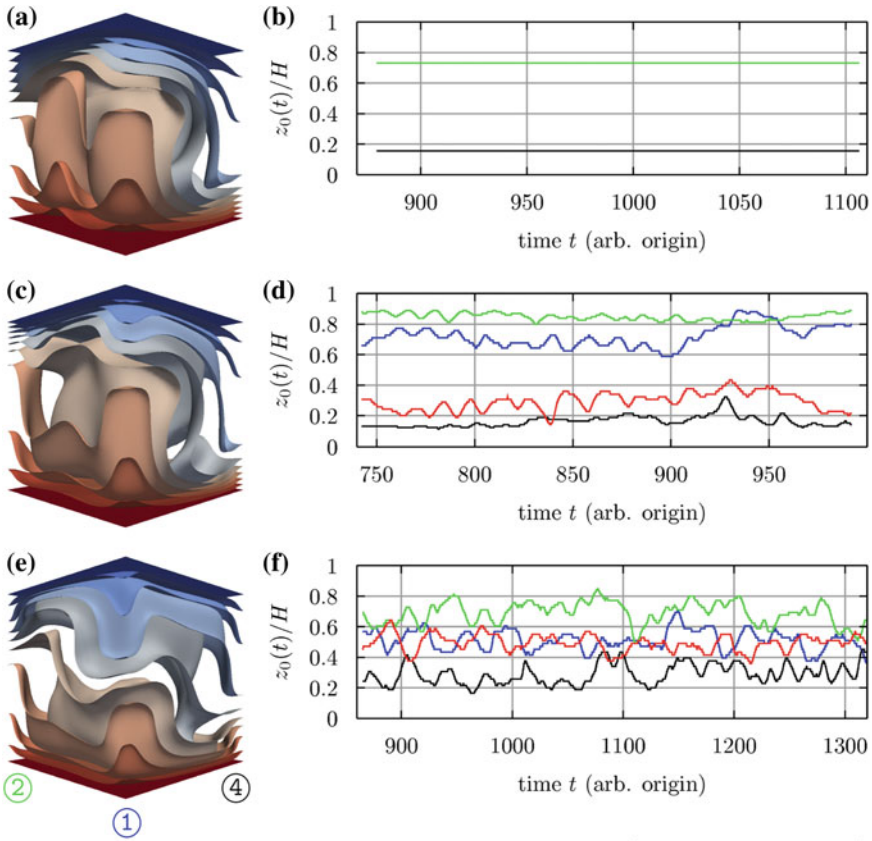 (a)
(b)
z₀(t)/H
1
0.8
0.6
0.4
0.2
0
900 950 1000 1050 1100
time t (arb. origin)
(c)
(d)
z₀(t)/H
1
0.8
0.6
0.4
0.2
0
750 800 850 900 950
time t (arb. origin)
(e)
(f)
z₀(t)/H
1
0.8
0.6
0.4
0.2
0
900 1000 1100 1200 1300
time t (arb. origin)
② ④
①